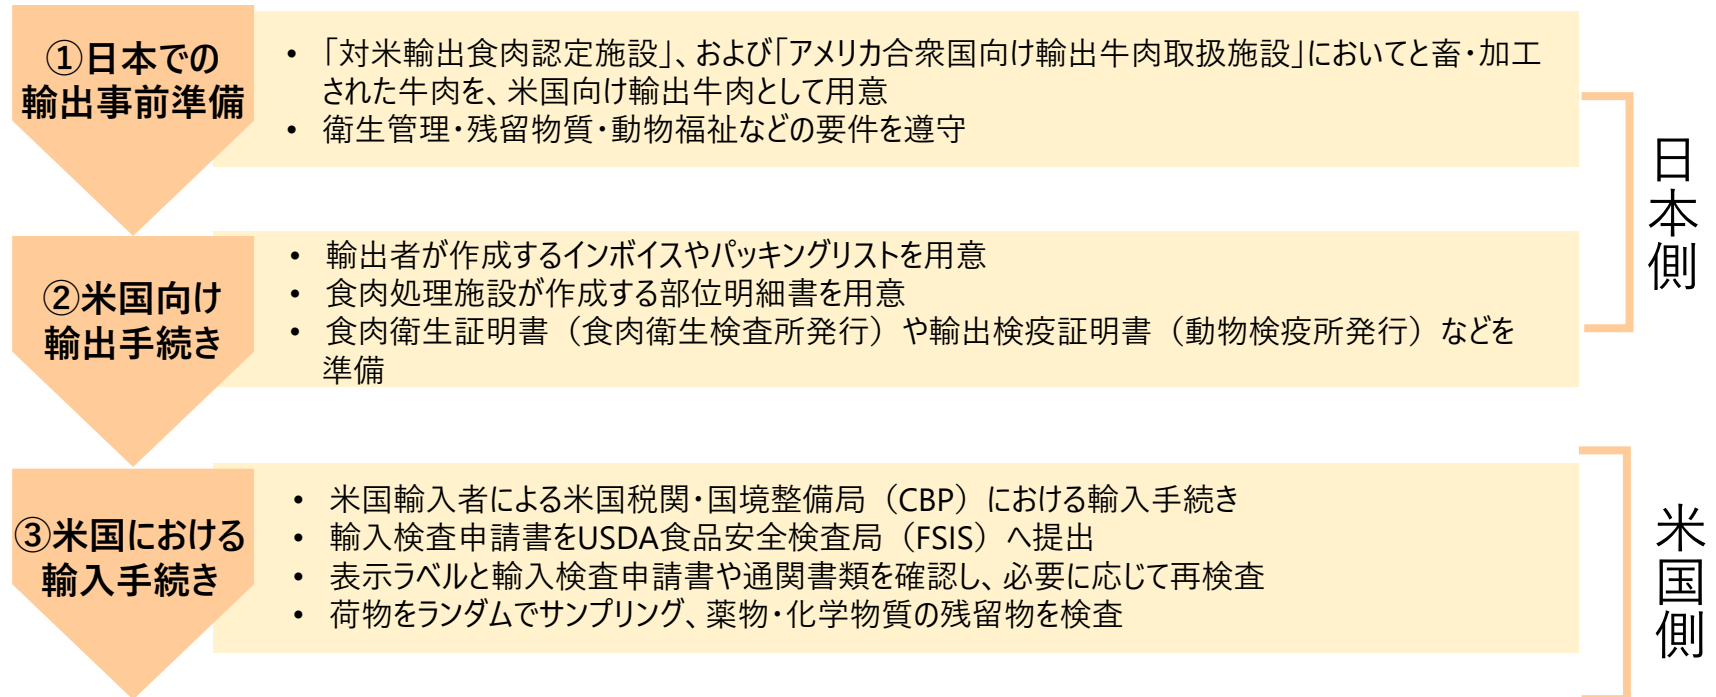 ①日本での
輸出事前準備
• 「対米輸出食肉認定施設」、および「アメリカ合衆国向け輸出牛肉取扱施設」においてと畜・加工
された牛肉を、米国向け輸出牛肉として用意
• 衛生管理・残留物質・動物福祉などの要件を遵守
②米国向け
輸出手続き
• 輸出者が作成するインボイスやパッキングリストを用意
• 食肉処理施設が作成する部位明細書を用意
• 食肉衛生証明書（食肉衛生検査所発行）や輸出検疫証明書（動物検疫所発行）などを
準備
日本側
③米国における
輸入手続き
• 米国輸入者による米国税関・国境整備局（CBP）における輸入手続き
• 輸入検査申請書をUSDA食品安全検査局（FSIS）へ提出
• 表示ラベルと輸入検査申請書や通関書類を確認し、必要に応じて再検査
• 荷物をランダムでサンプリング、薬物・化学物質の残留物を検査
米国側